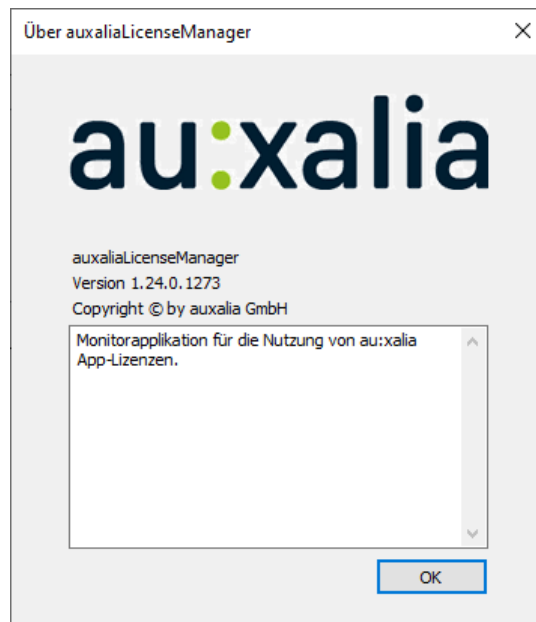 Über auxaliaLicenseManager
au:xalia
auxaliaLicenseManager
Version 1.24.0.1273
Copyright © by auxalia GmbH
Monitorapplikation für die Nutzung von au:xalia
App-Lizenzen.
OK